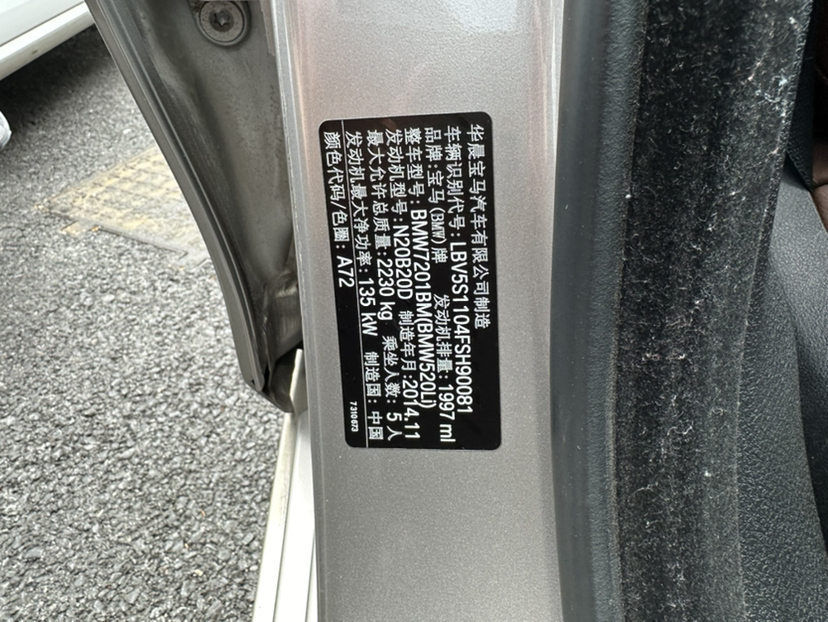 华晨宝马汽车有限公司制造
车辆识别代号: LBV5S1104FSH90081
品牌: 宝马(BMW)牌 发动机排量: 1997 ml
整车型号: BMW7201BM(BMW520Li)
发动机型号: N20B20D 制造年月: 2014.11
最大允许总质量: 2230 kg 乘坐人数: 5 人
发动机最大净功率: 135 kW 制造国: 中国
颜色代码/色圈: A72
7 310 673